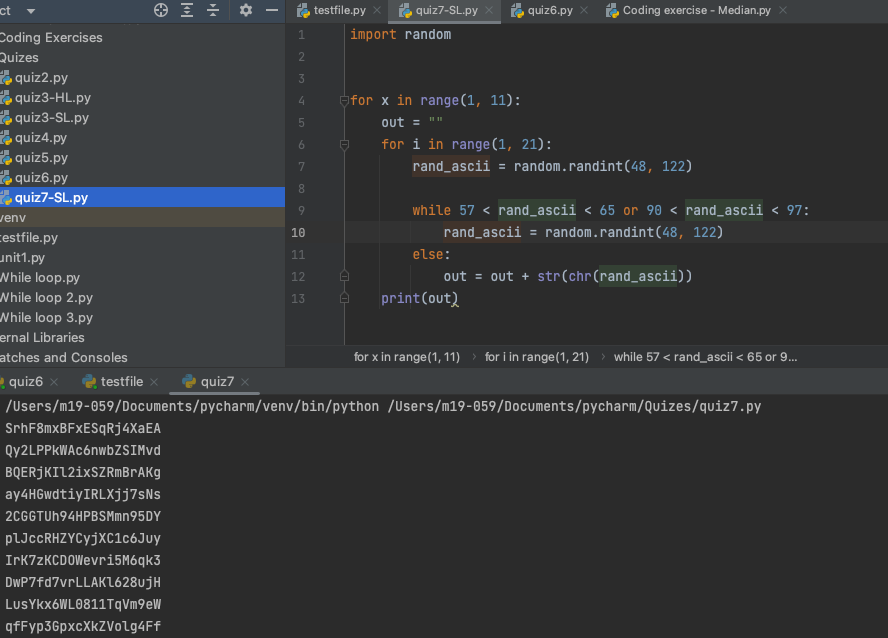 ct
testfile.py
quiz7-SL.py
quiz6.py
Coding exercise - Median.py
Coding Exercises
Quizes
quiz2.py
quiz3-HL.py
quiz3-SL.py
quiz4.py
quiz5.py
quiz6.py
quiz7-SL.py
venv
testfile.py
unit1.py
While loop.py
While loop 2.py
While loop 3.py
ernal Libraries
atches and Consoles
1 import random
2
3
4 for x in range(1, 11):
5 out = ""
6 for i in range(1, 21):
7 rand_ascii = random.randint(48, 122)
8
9 while 57 < rand_ascii < 65 or 90 < rand_ascii < 97:
10 rand_ascii = random.randint(48, 122)
11 else:
12 out = out + str(chr(rand_ascii))
13 print(out)
for x in range(1, 11) › for i in range(1, 21) › while 57 < rand_ascii < 65 or 9...
quiz6
testfile
quiz7
/Users/m19-059/Documents/pycharm/venv/bin/python /Users/m19-059/Documents/pycharm/Quizes/quiz7.py
SrhF8mxBFxESqRj4XaEA
Qy2LPPkWAc6nwbZSIMvd
BQERjKIl2ixSZRmBrAKg
ay4HGwdtiyIRLXjj7sNs
2CGGTUh94HPBSMmn95DY
plJccRHZYCyjXC1c6Juy
IrK7zKCDOWevri5M6qk3
DwP7fd7vrLLAKl628ujH
LusYkx6WL0811TqVm9eW
qfFyp3GpxcXkZVolg4Ff